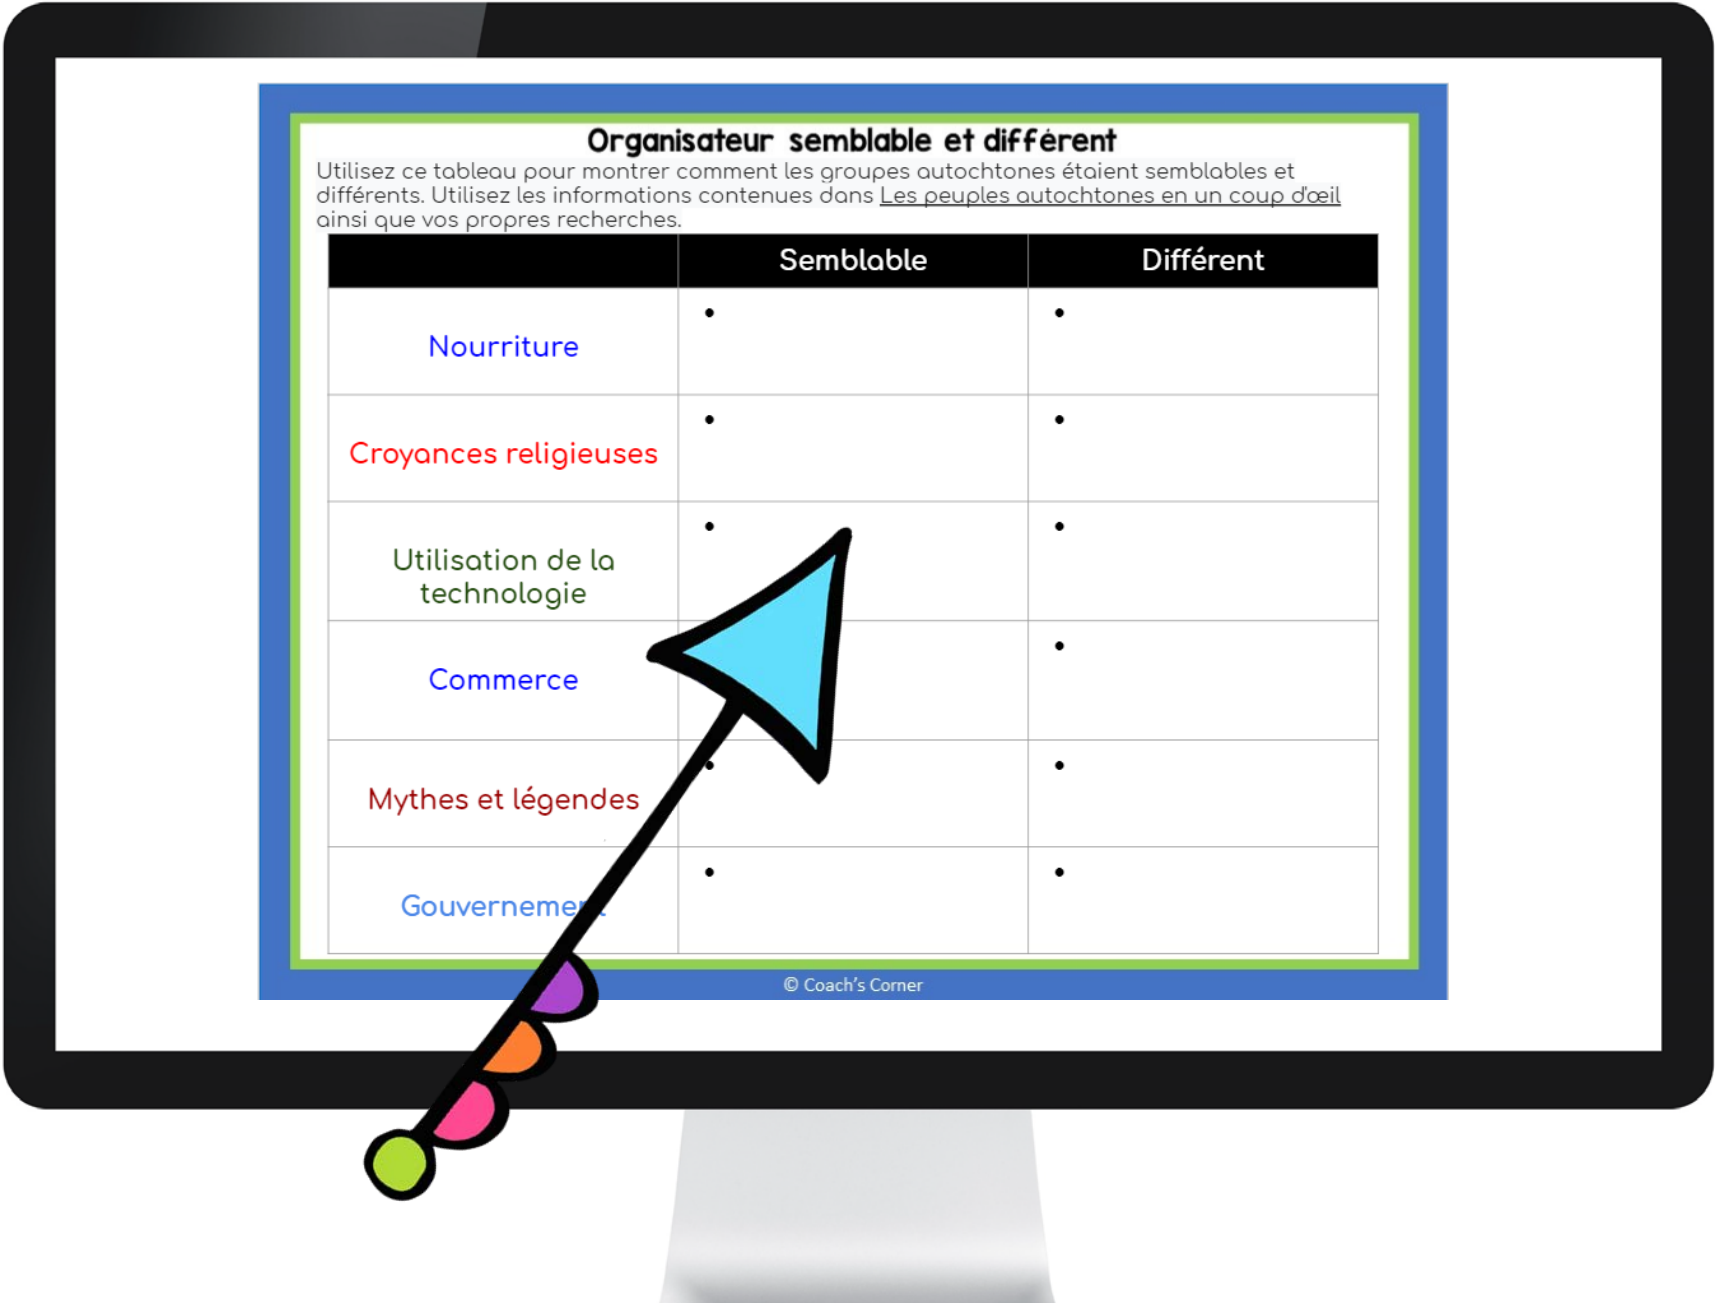 Organisateur semblable et différent
Utilisez ce tableau pour montrer comment les groupes autochtones étaient semblables et
différents. Utilisez les informations contenues dans Les peuples autochtones en un coup d'œil
ainsi que vos propres recherches.
Semblable Différent
Nourriture
Croyances religieuses
Utilisation de la
technologie
Commerce
Mythes et légendes
Gouvernement
© Coach's Corner